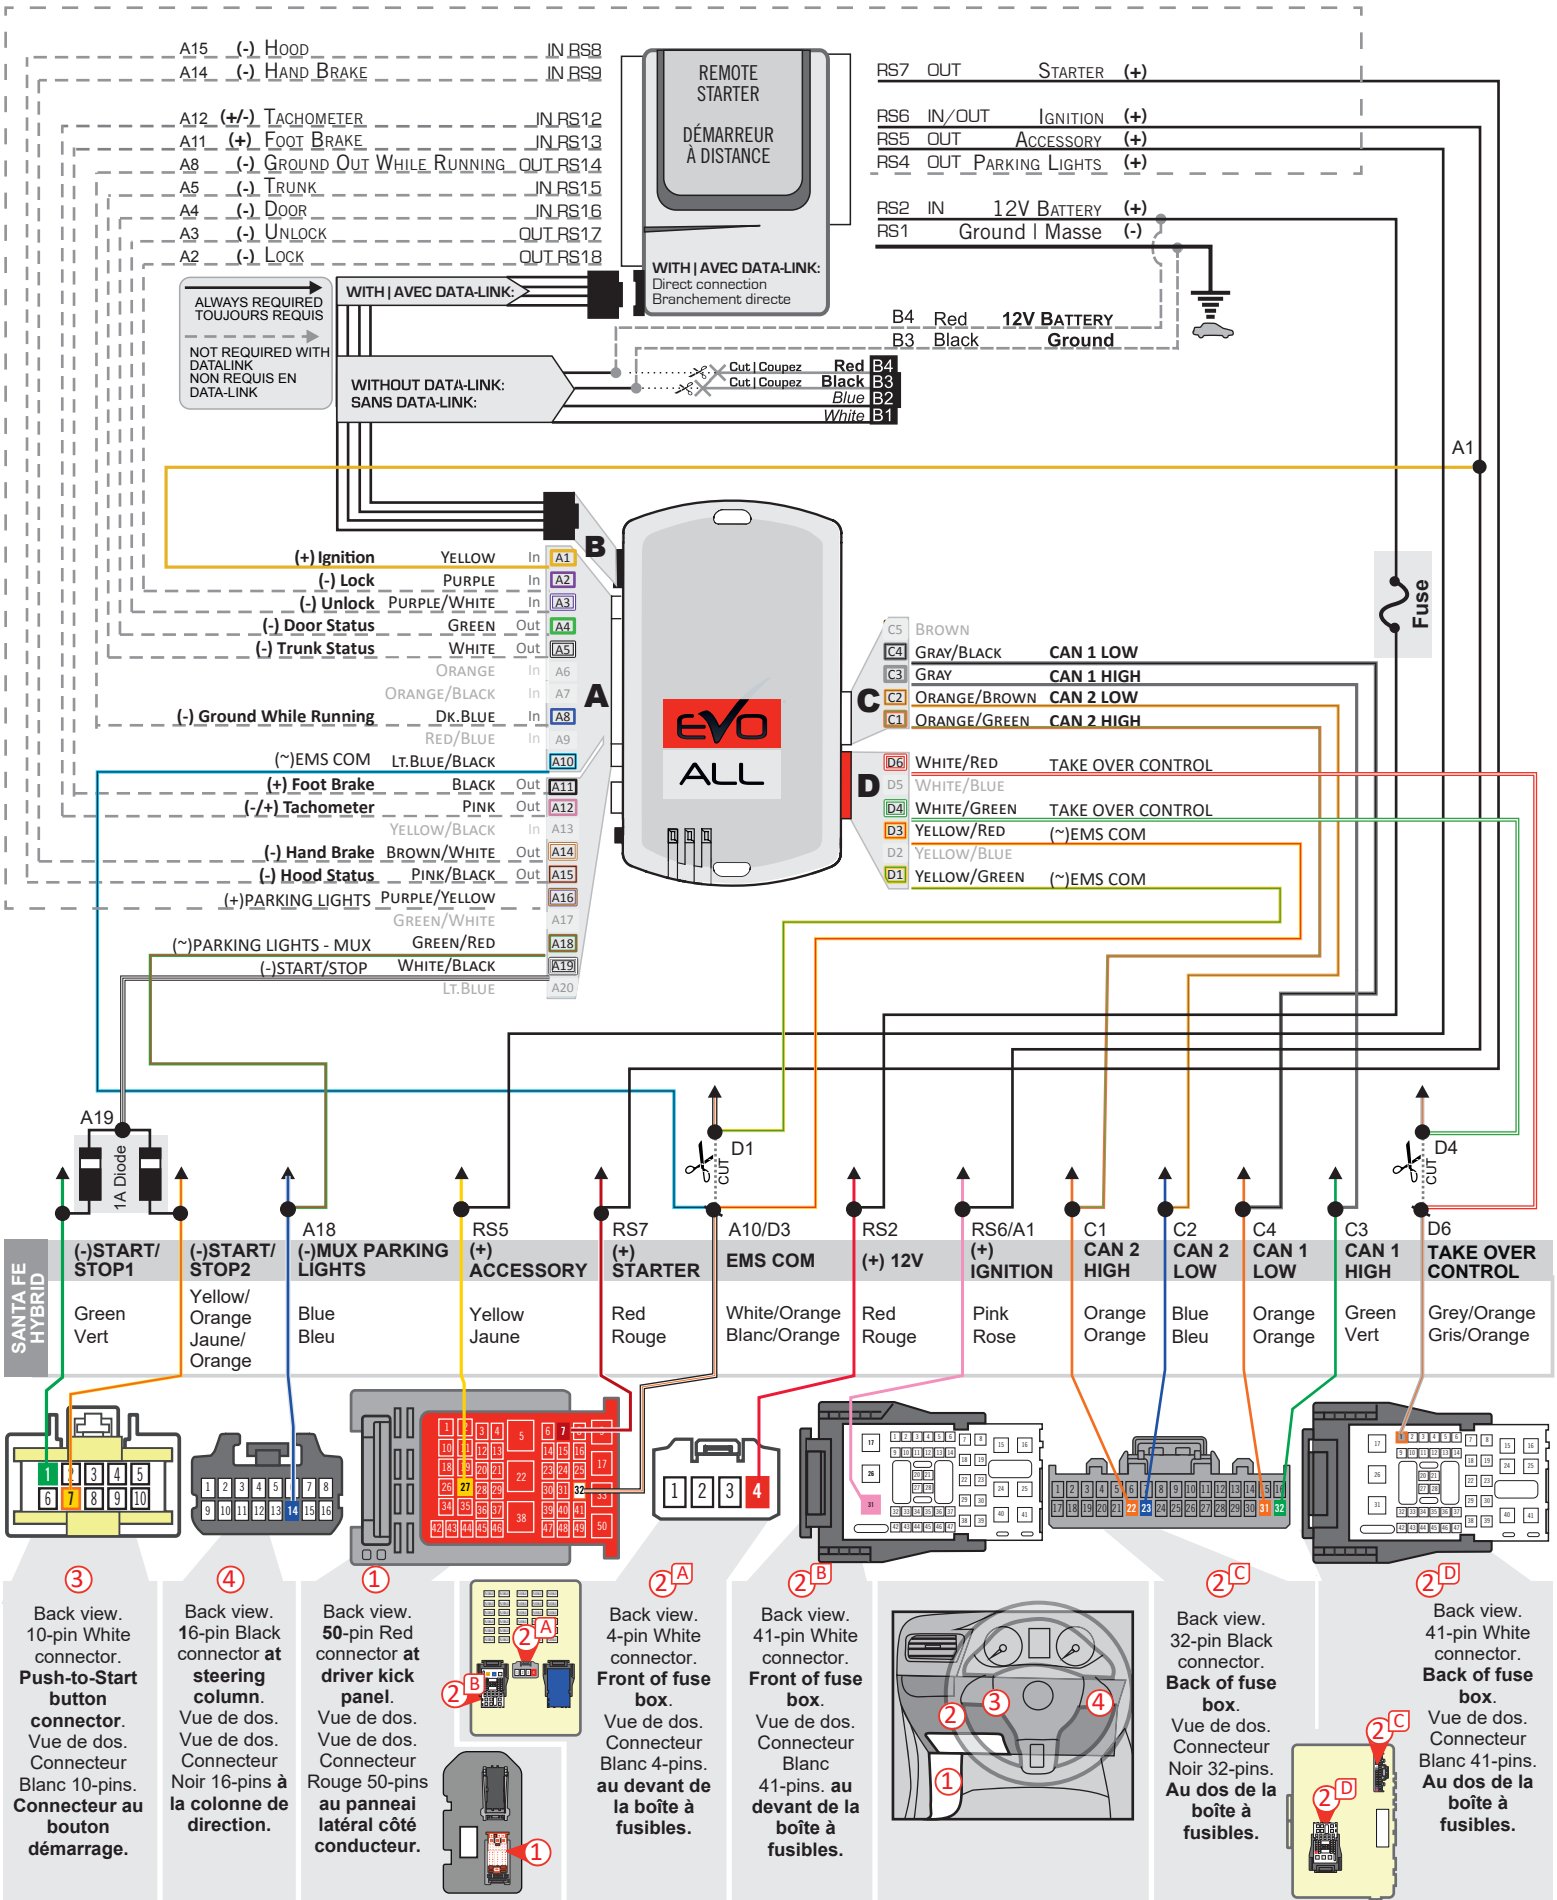 A15 (-) HOOD IN RS8
A14 (-) HAND BRAKE IN RS9
A12 (+/-) TACHOMETER IN RS12
A11 (+) FOOT BRAKE IN RS13
A8 (-) GROUND OUT WHILE RUNNING OUT RS14
A5 (-) TRUNK IN RS15
A4 (-) DOOR IN RS16
A3 (-) UNLOCK OUT RS17
A2 (-) LOCK OUT RS18
REMOTE
STARTER
DÉMARREUR
À DISTANCE
WITH | AVEC DATA-LINK:
Direct connection
Branchement directe
RS7 OUT STARTER (+)
RS6 IN/OUT IGNITION (+)
RS5 OUT ACCESSORY (+)
RS4 OUT PARKING LIGHTS (+)
RS2 IN 12V BATTERY (+)
RS1 Ground | Masse (-)
ALWAYS REQUIRED
TOUJOURS REQUIS
NOT REQUIRED WITH
DATALINK
NON REQUIS EN
DATA-LINK
WITH | AVEC DATA-LINK:
WITHOUT DATA-LINK:
SANS DATA-LINK:
B4 Red 12V BATTERY
B3 Black Ground
Cut | Coupez Red B4
Cut | Coupez Black B3
Blue B2
White B1
A1
Fuse
B
(+) Ignition YELLOW In A1
(-) Lock PURPLE In A2
(-) Unlock PURPLE/WHITE In A3
(-) Door Status GREEN Out A4
(-) Trunk Status WHITE Out A5
ORANGE In A6
ORANGE/BLACK In A7
(-) Ground While Running DK.BLUE In A8
RED/BLUE In A9
(~)EMS COM LT.BLUE/BLACK A10
(+) Foot Brake BLACK Out A11
(-/+) Tachometer PINK Out A12
YELLOW/BLACK In A13
(-) Hand Brake BROWN/WHITE Out A14
(-) Hood Status PINK/BLACK Out A15
(+)PARKING LIGHTS PURPLE/YELLOW A16
GREEN/WHITE A17
(~)PARKING LIGHTS - MUX GREEN/RED A18
(-)START/STOP WHITE/BLACK A19
LT.BLUE A20
A
EVO
ALL
C
C5 BROWN
C4 GRAY/BLACK CAN 1 LOW
C3 GRAY CAN 1 HIGH
C2 ORANGE/BROWN CAN 2 LOW
C1 ORANGE/GREEN CAN 2 HIGH
D
D6 WHITE/RED TAKE OVER CONTROL
D5 WHITE/BLUE
D4 WHITE/GREEN TAKE OVER CONTROL
D3 YELLOW/RED (~)EMS COM
D2 YELLOW/BLUE
D1 YELLOW/GREEN (~)EMS COM
A19
1A Diode
D1
CUT
D4
CUT
A18 RS5 RS7 A10/D3 RS2 RS6/A1 C1 C2 C4 C3 D6
SANTA FE
HYBRID
(-)START/
STOP1
Green
Vert
(-)START/
STOP2
Yellow/
Orange
Jaune/
Orange
(-)MUX PARKING
LIGHTS
Blue
Bleu
(+)
ACCESSORY
Yellow
Jaune
(+)
STARTER
Red
Rouge
EMS COM
White/Orange
Blanc/Orange
(+) 12V
Red
Rouge
(+)
IGNITION
Pink
Rose
CAN 2
HIGH
Orange
Orange
CAN 2
LOW
Blue
Bleu
CAN 1
LOW
Orange
Orange
CAN 1
HIGH
Green
Vert
TAKE OVER
CONTROL
Grey/Orange
Gris/Orange
3
Back view.
10-pin White
connector.
Push-to-Start
button
connector.
Vue de dos.
Connecteur
Blanc 10-pins.
Connecteur au
bouton
démarrage.
4
Back view.
16-pin Black
connector at
steering
column.
Vue de dos.
Vue de dos.
Connecteur
Noir 16-pins à
la colonne de
direction.
1
Back view.
50-pin Red
connector at
driver kick
panel.
Vue de dos.
Vue de dos.
Connecteur
Rouge 50-pins
au panneai
latéral côté
conducteur.
2 A
2 B
1
2 A
Back view.
4-pin White
connector.
Front of fuse
box.
Vue de dos.
Connecteur
Blanc 4-pins.
au devant de
la boîte à
fusibles.
2 B
Back view.
41-pin White
connector.
Front of fuse
box.
Vue de dos.
Connecteur
Blanc
41-pins. au
devant de la
boîte à
fusibles.
2
3
4
1
2 C
Back view.
32-pin Black
connector.
Back of fuse
box.
Vue de dos.
Connecteur
Noir 32-pins.
Au dos de la
boîte à
fusibles.
2 C
2 D
2 D
Back view.
41-pin White
connector.
Back of fuse
box.
Vue de dos.
Connecteur
Blanc 41-pins.
Au dos de la
boîte à
fusibles.